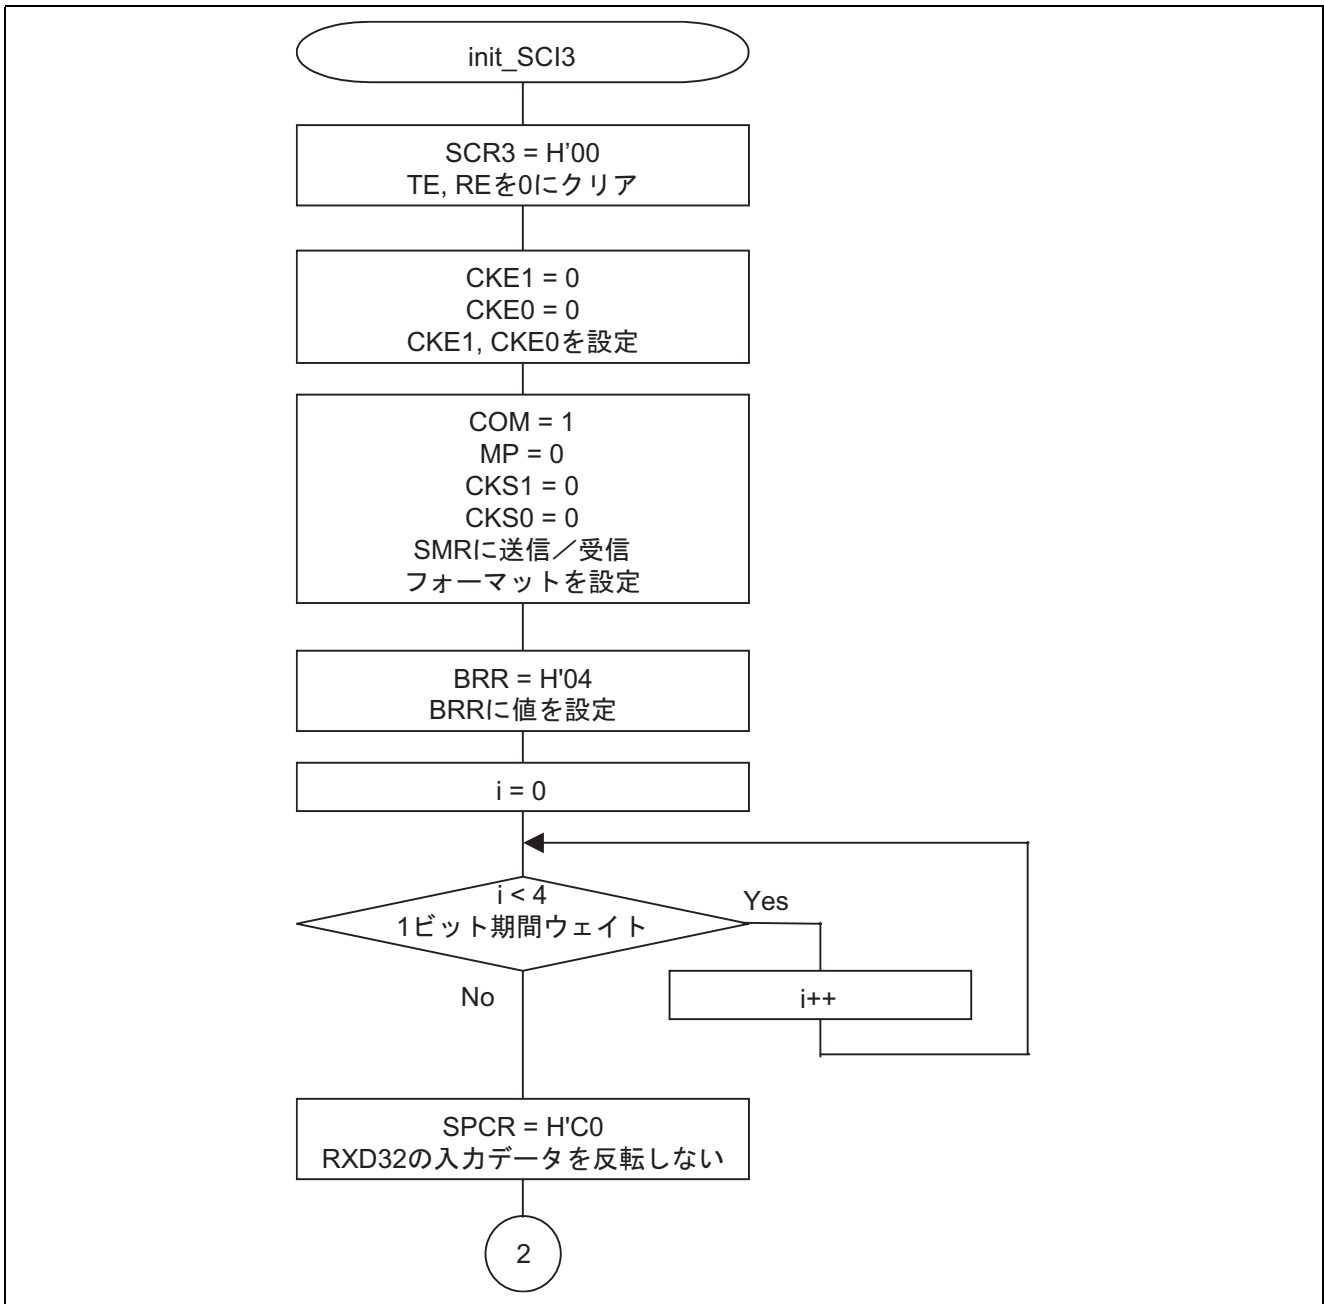 init_SCI3
SCR3 = H’00
TE, REを0にクリア
CKE1 = 0
CKE0 = 0
CKE1, CKE0を設定
COM = 1
MP = 0
CKS1 = 0
CKS0 = 0
SMRに送信／受信
フォーマットを設定
BRR = H'04
BRRに値を設定
i = 0
i < 4
1ビット期間ウェイト
Yes
i++
No
SPCR = H'C0
RXD32の入力データを反転しない
2